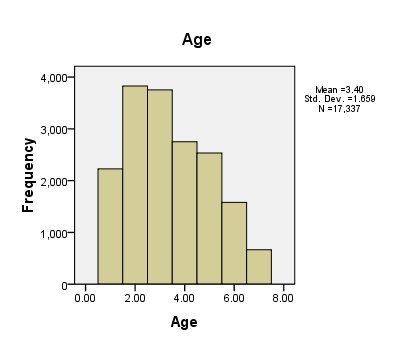 Age
4,000
3,000
2,000
1,000
0
Frequency
0.00 2.00 4.00 6.00 8.00
Age
Mean =3.40
Std. Dev. =1.659
N =17,337